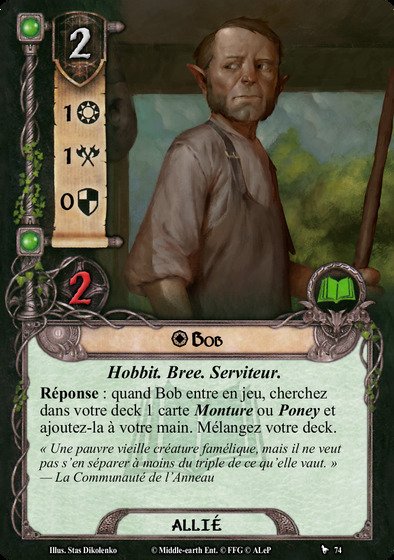 2
1
1
0
2
Bob
Hobbit. Bree. Serviteur.
Réponse : quand Bob entre en jeu, cherchez
dans votre deck 1 carte Monture ou Poney et
ajoutez-la à votre main. Mélangez votre deck.
« Une pauvre vieille créature famélique, mais il ne veut
pas s’en séparer à moins du triple de ce qu’elle vaut. »
— La Communauté de l’Anneau
ALLIÉ
Illus. Stas Dikolenko © Middle-earth Ent. © FFG © ALeP 74